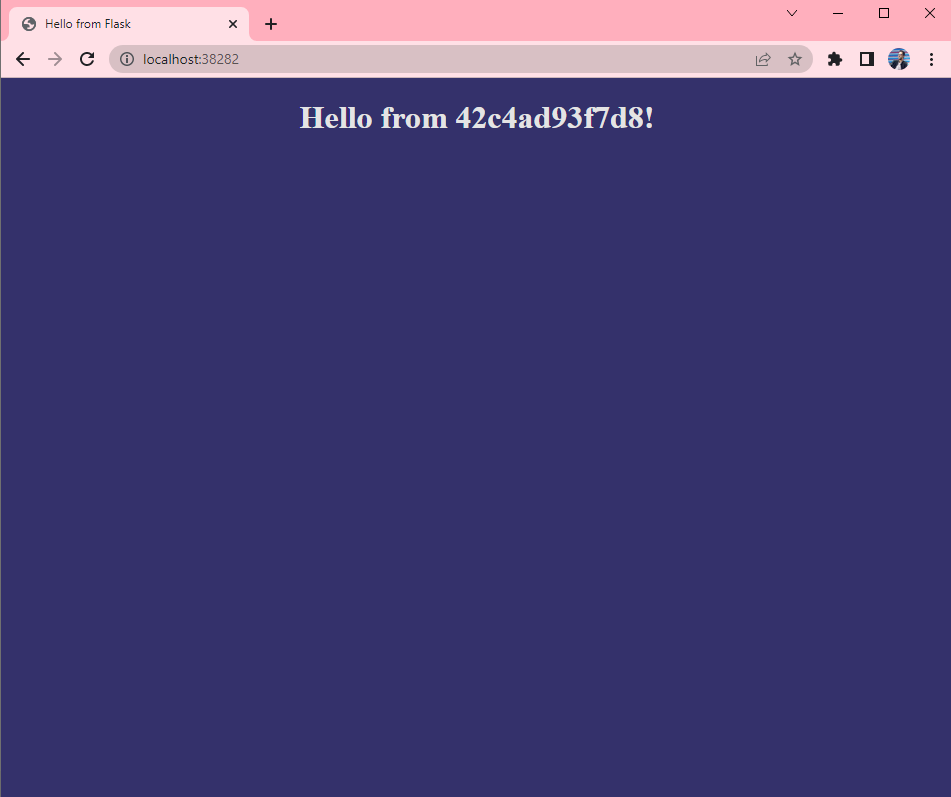 Hello from Flask
localhost:38282
Hello from 42c4ad93f7d8!